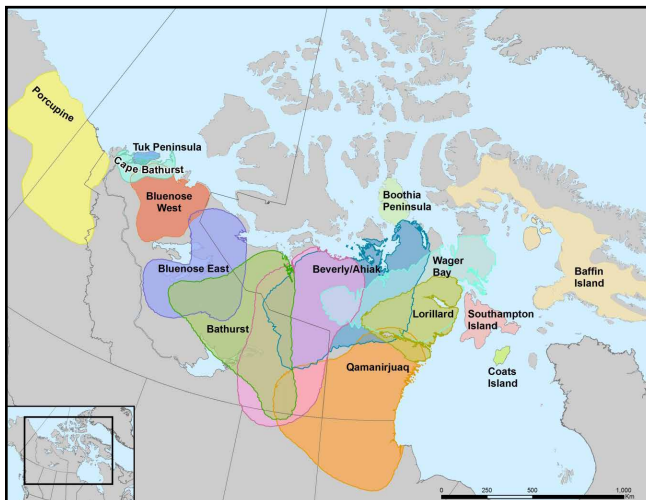 Porcupine
Tuk Peninsula
Cape Bathurst
Bluenose
West
Boothia
Peninsula
Bluenose East
Beverly/Ahiak
Wager
Bay
Baffin
Island
Bathurst
Lorillard
Southampton
Island
Qamanirjuaq
Coats
Island
0 250 500 1,000
Km